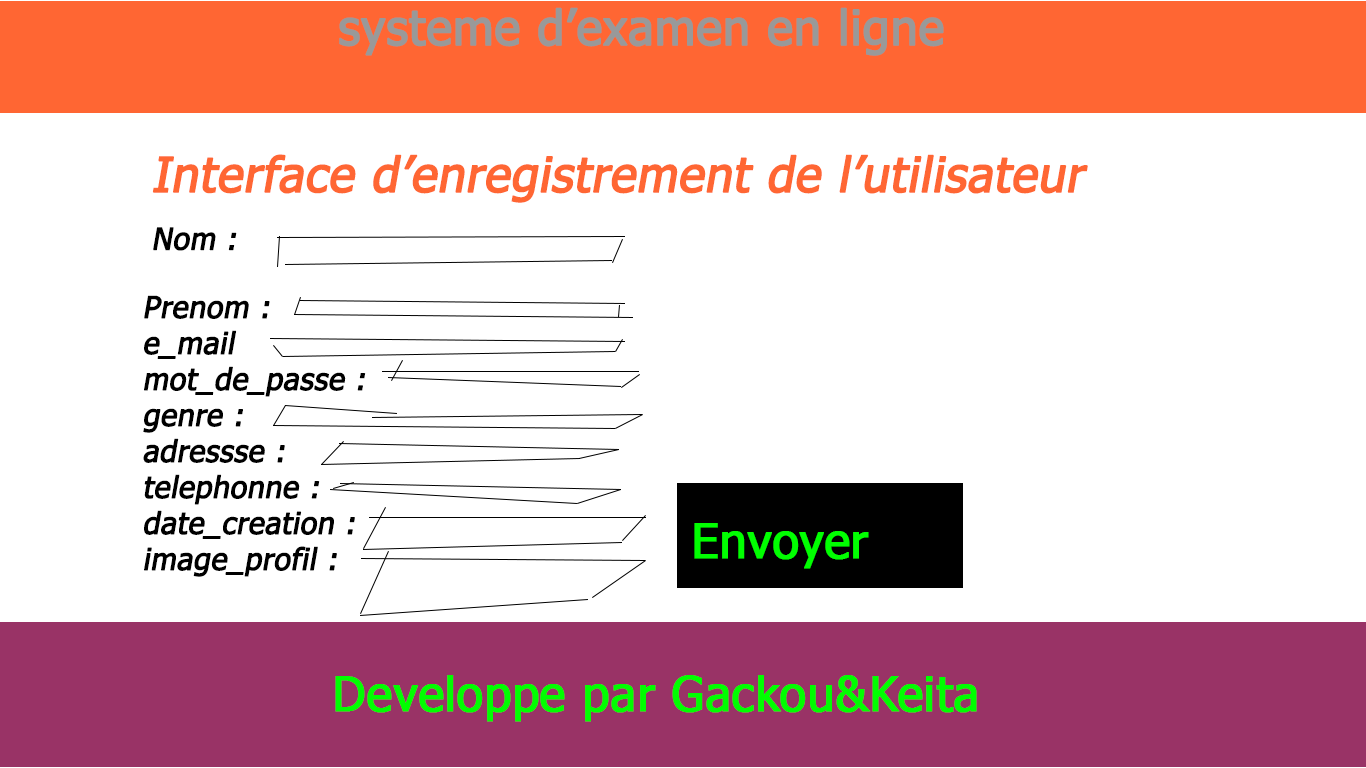 systeme d’examen en ligne
Interface d’enregistrement de l’utilisateur
Nom :
Prenom :
e_mail
mot_de_passe :
genre :
adressse :
telephonne :
date_creation :
image_profil :
Envoyer
Developpe par Gackou&Keita